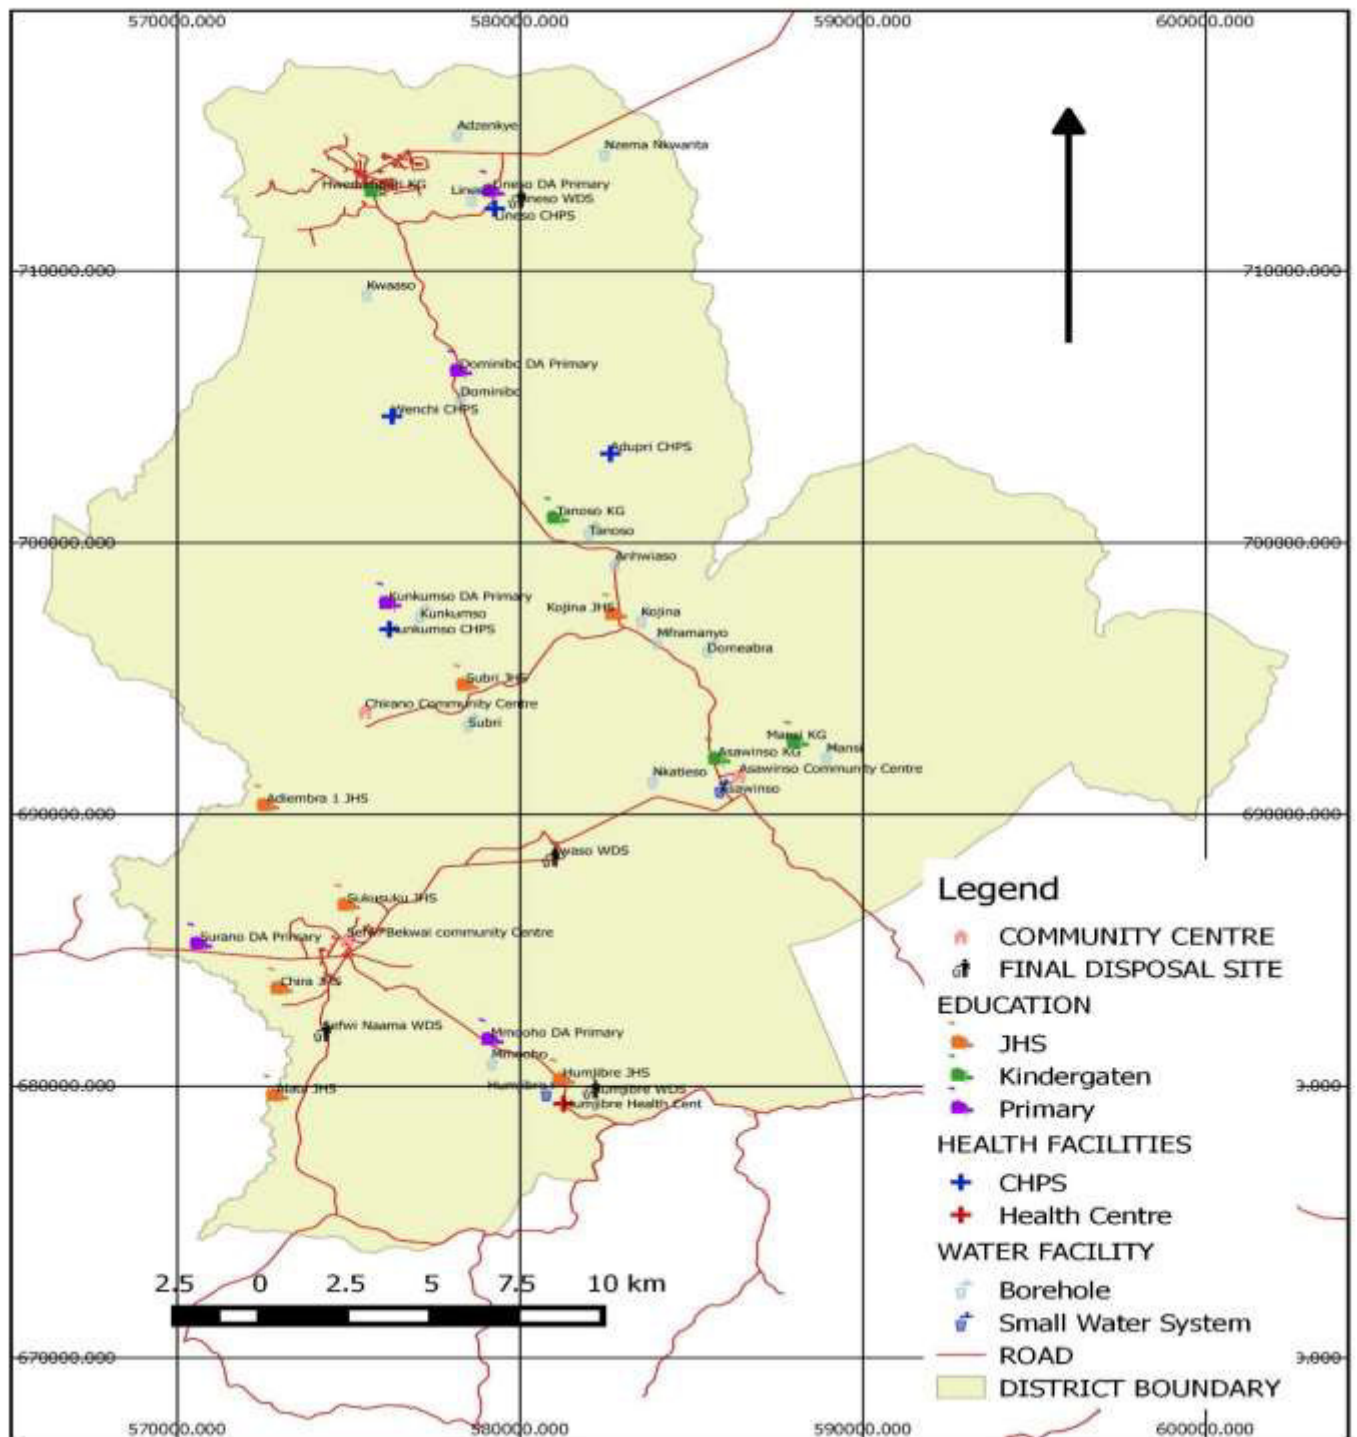 570000.000 580000.000 590000.000 600000.000
Adzenkye
Nzema Nkwanta
KG
Lineso DA Primary
Lineso WDS
Lineso CHPS
710000.000 710000.000
Kwaaso
Dominibo DA Primary
Dominibo
Wenchi CHPS
Adupri CHPS
Tanoso KG
Tanoso
700000.000 700000.000
Anhwiaso
Kunkumso DA Primary
Kojina JHS
Kojina
Kunkumso
Kunkumso CHPS
Mframanyo
Domeabra
Subri JHS
Chirano Community Centre
Subri
Mansi KG
Mansi
Asawinso KG
Asawinso Community Centre
Nkatieso
Asawinso
Adiembra 1 JHS
690000.000 690000.000
WDS
Sukusuku JHS
Sefwi Bekwai community Centre
Surano DA Primary
Chira JHS
Sefwi Naama WDS
Mmooho DA Primary
Mmooho
Humjibre JHS
Humjibre
Humjibre WDS
680000.000
JHS
Humjibre Health Cent
Legend
COMMUNITY CENTRE
FINAL DISPOSAL SITE
EDUCATION
JHS
Kindergaten
Primary
HEALTH FACILITIES
CHPS
Health Centre
WATER FACILITY
Borehole
Small Water System
ROAD
DISTRICT BOUNDARY
2.5 0 2.5 5 7.5 10 km
670000.000
570000.000 580000.000 590000.000 600000.000